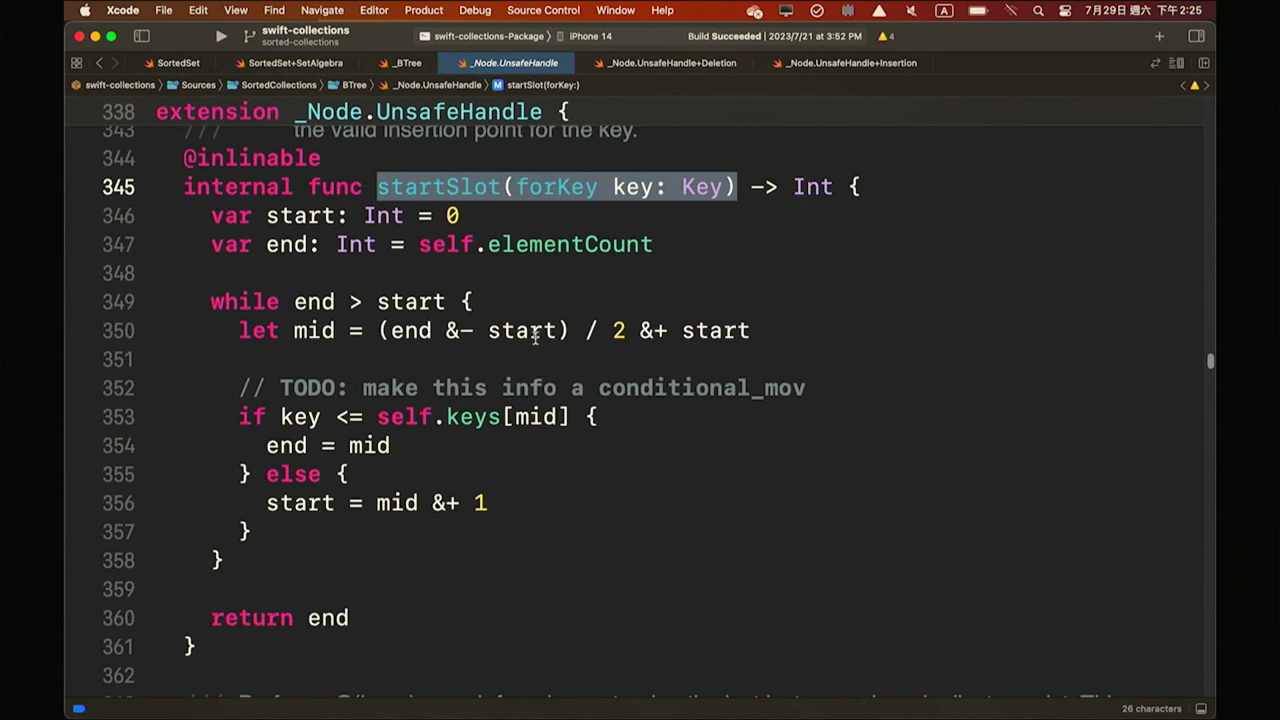 Xcode File Edit View Find Navigate Editor Product Debug Source Control Window Help A 7月29日 週六 下午 2:25
swift-collections
sorted-collections
swift-collections-Package iPhone 14 Build Succeeded | 2023/7/21 at 3:52 PM 4
SortedSet SortedSet+SetAlgebra _BTree _Node.UnsafeHandle _Node.UnsafeHandle+Deletion _Node.UnsafeHandle+Insertion
swift-collections Sources SortedCollections BTree _Node.UnsafeHandle M startSlot(forKey:)
338 extension _Node.UnsafeHandle {
343 /// the valid insertion point for the key.
344 @inlinable
345 internal func startSlot(forKey key: Key) -> Int {
346 var start: Int = 0
347 var end: Int = self.elementCount
348
349 while end > start {
350 let mid = (end &- start) / 2 &+ start
351
352 // TODO: make this info a conditional_mov
353 if key <= self.keys[mid] {
354 end = mid
355 } else {
356 start = mid &+ 1
357 }
358 }
359
360 return end
361 }
362
26 characters